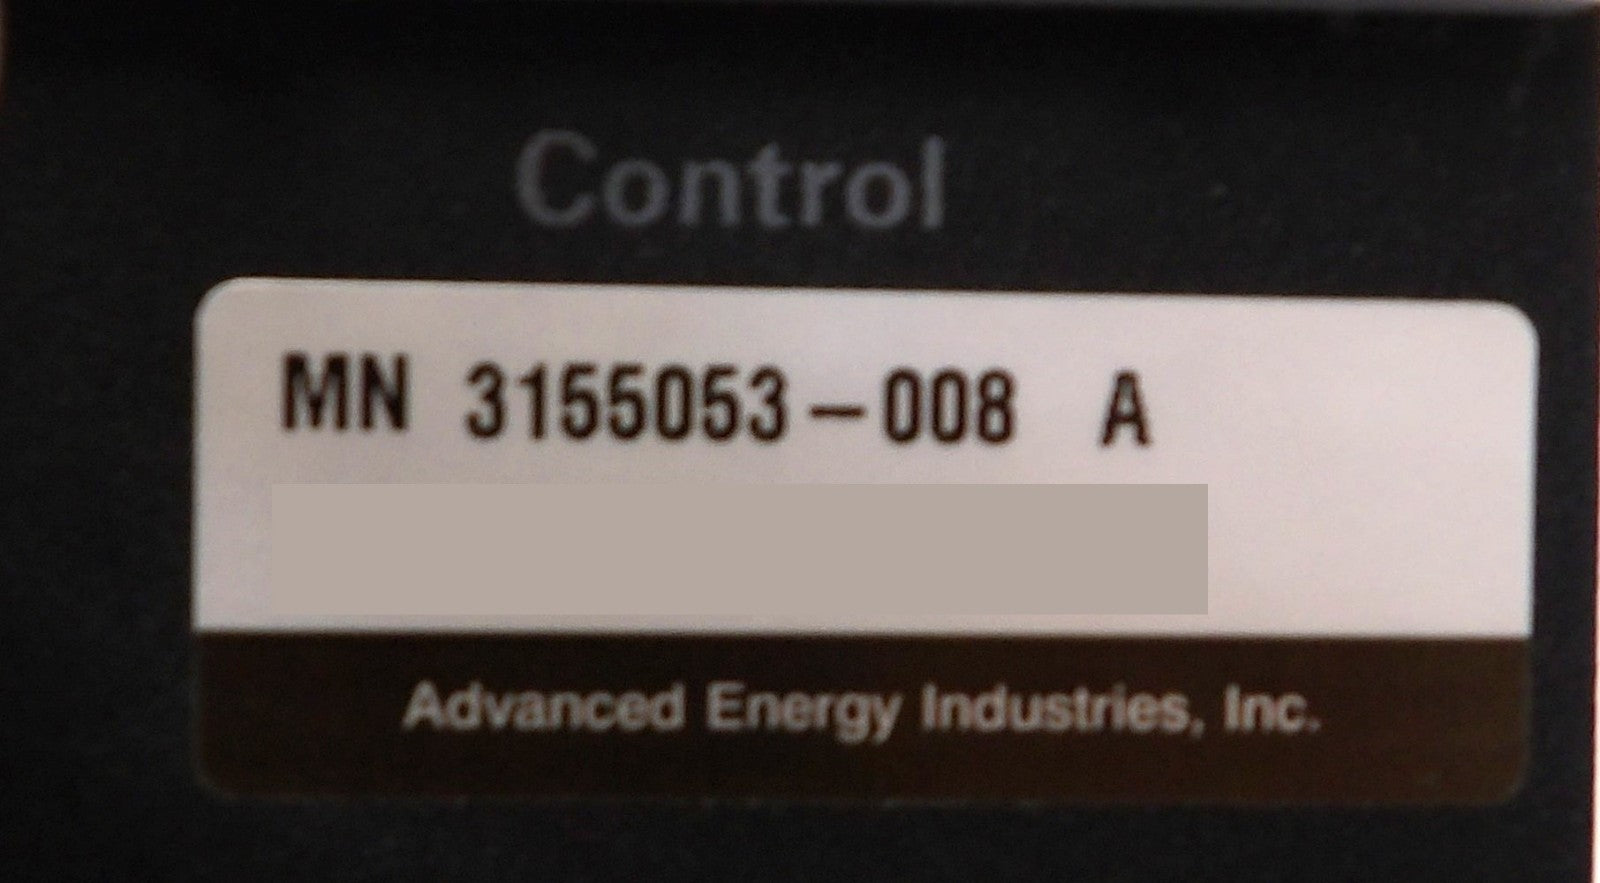 Control
MN 3155053-008 A
Advanced Energy Industries, Inc.